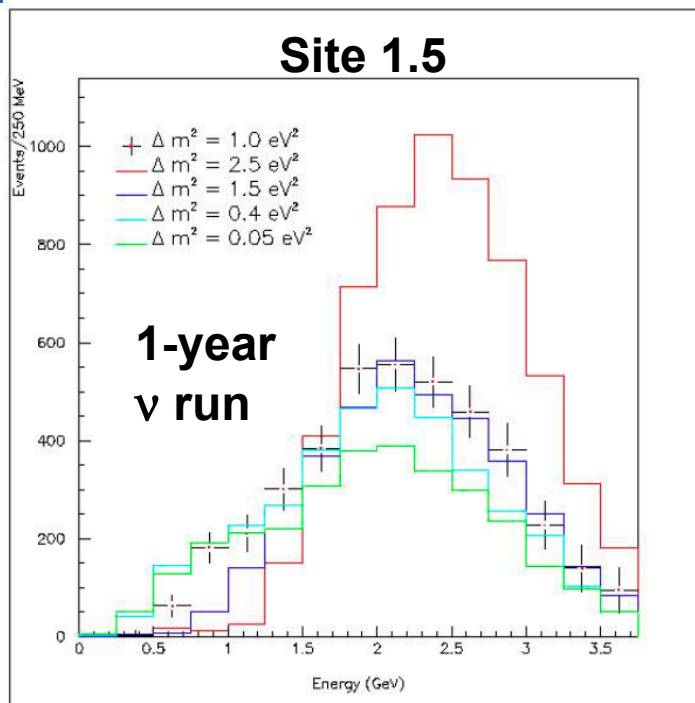 Site 1.5
Events/250 MeV
Δ m² = 1.0 eV²
Δ m² = 2.5 eV²
Δ m² = 1.5 eV²
Δ m² = 0.4 eV²
Δ m² = 0.05 eV²
1-year
ν run
1000
800
600
400
200
0
0 0.5 1 1.5 2 2.5 3 3.5
Energy (GeV)